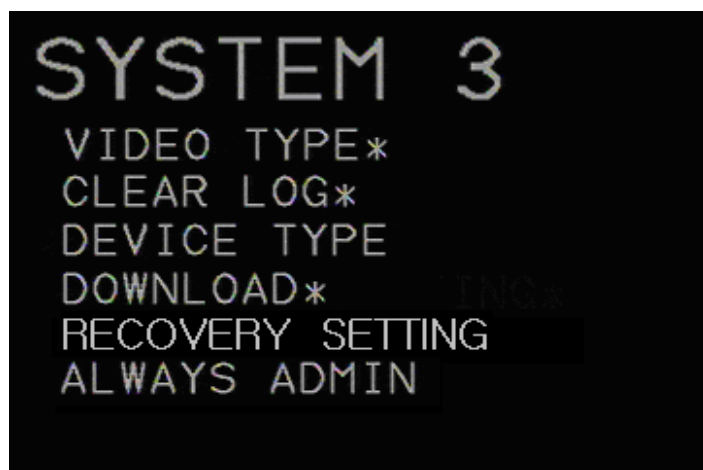 SYSTEM 3
VIDEO TYPE*
CLEAR LOG*
DEVICE TYPE
DOWNLOAD*
RECOVERY SETTING
ALWAYS ADMIN